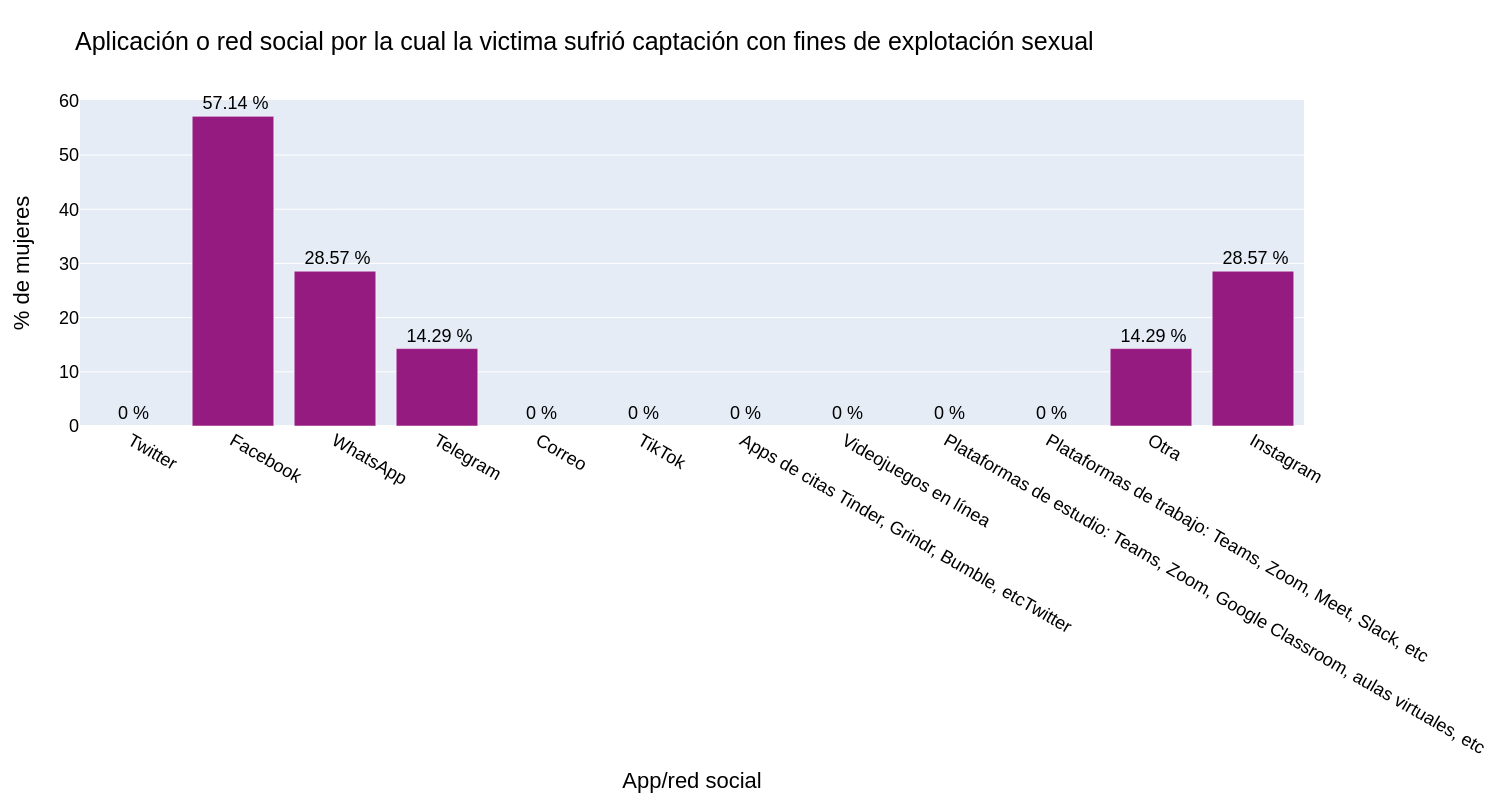 Aplicación o red social por la cual la victima sufrió captación con fines de explotación sexual
% de mujeres
60
50
40
30
20
10
0
0 %
57.14 %
28.57 %
14.29 %
0 %
0 %
0 %
0 %
0 %
0 %
14.29 %
28.57 %
Twitter
Facebook
WhatsApp
Telegram
Correo
TikTok
Apps de citas Tinder, Grindr, Bumble, etcTwitter
Videojuegos en línea
Plataformas de estudio: Teams, Zoom, Google Classroom, aulas virtuales, etc
Plataformas de trabajo: Teams, Zoom, Meet, Slack, etc
Otra
Instagram
App/red social